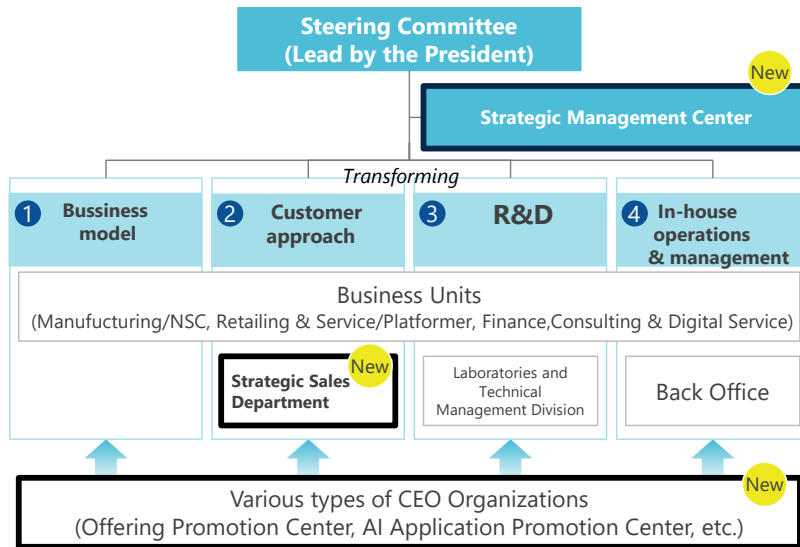 Steering Committee
(Lead by the President)
New
Strategic Management Center
Transforming
1
Bussiness
model
2
Customer
approach
3
R&D
4
In-house
operations
& management
Business Units
(Manufucturing/NSC, Retailing & Service/Platformer, Finance,Consulting & Digital Service)
Strategic Sales
Department
New
Laboratories and
Technical
Management Division
Back Office
New
Various types of CEO Organizations
(Offering Promotion Center, AI Application Promotion Center, etc.)